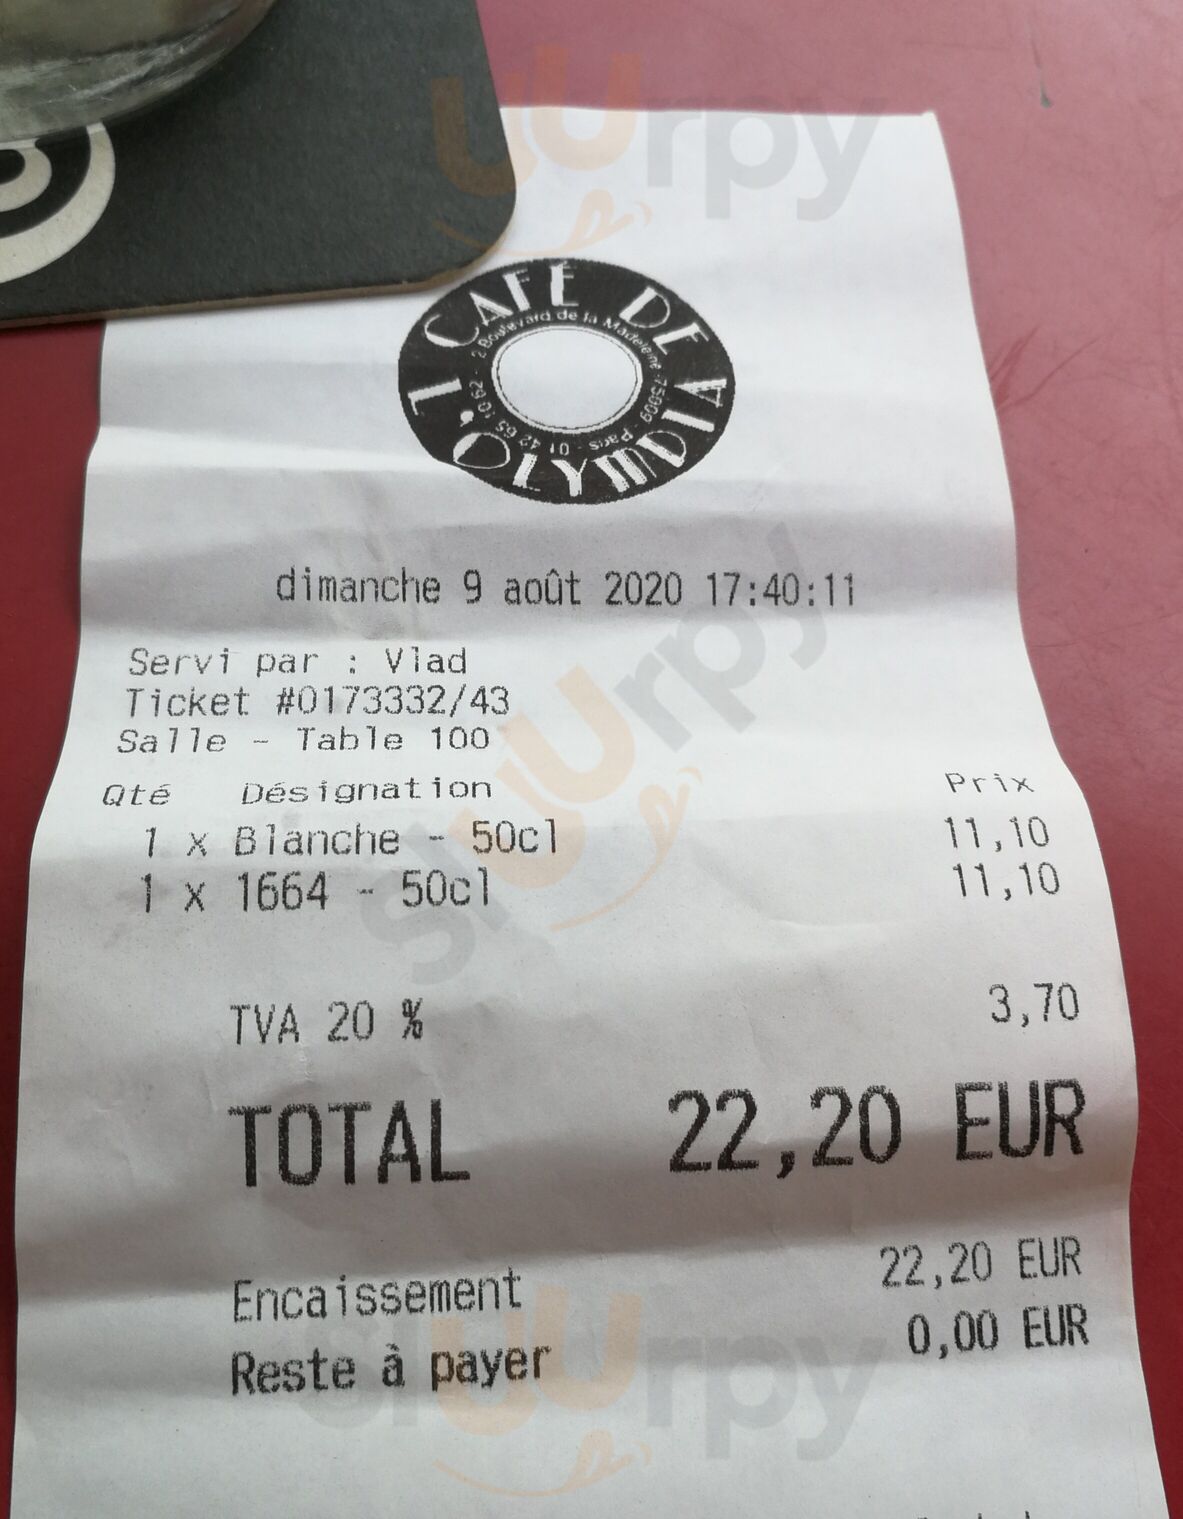 L'OLYMPIA CAFÉ DE
2 Boulevard de la Madeleine - 75009 - Paris - 01 42 65 10 62 -
dimanche 9 août 2020 17:40:11
Servi par : Vlad
Ticket #0173332/43
Salle - Table 100
Qté Désignation Prix
1 x Blanche - 50cl 11,10
1 x 1664 - 50cl 11,10
TVA 20 % 3,70
TOTAL 22,20 EUR
Encaissement 22,20 EUR
Reste à payer 0,00 EUR
slUurpy
slUurpy
slUurpy